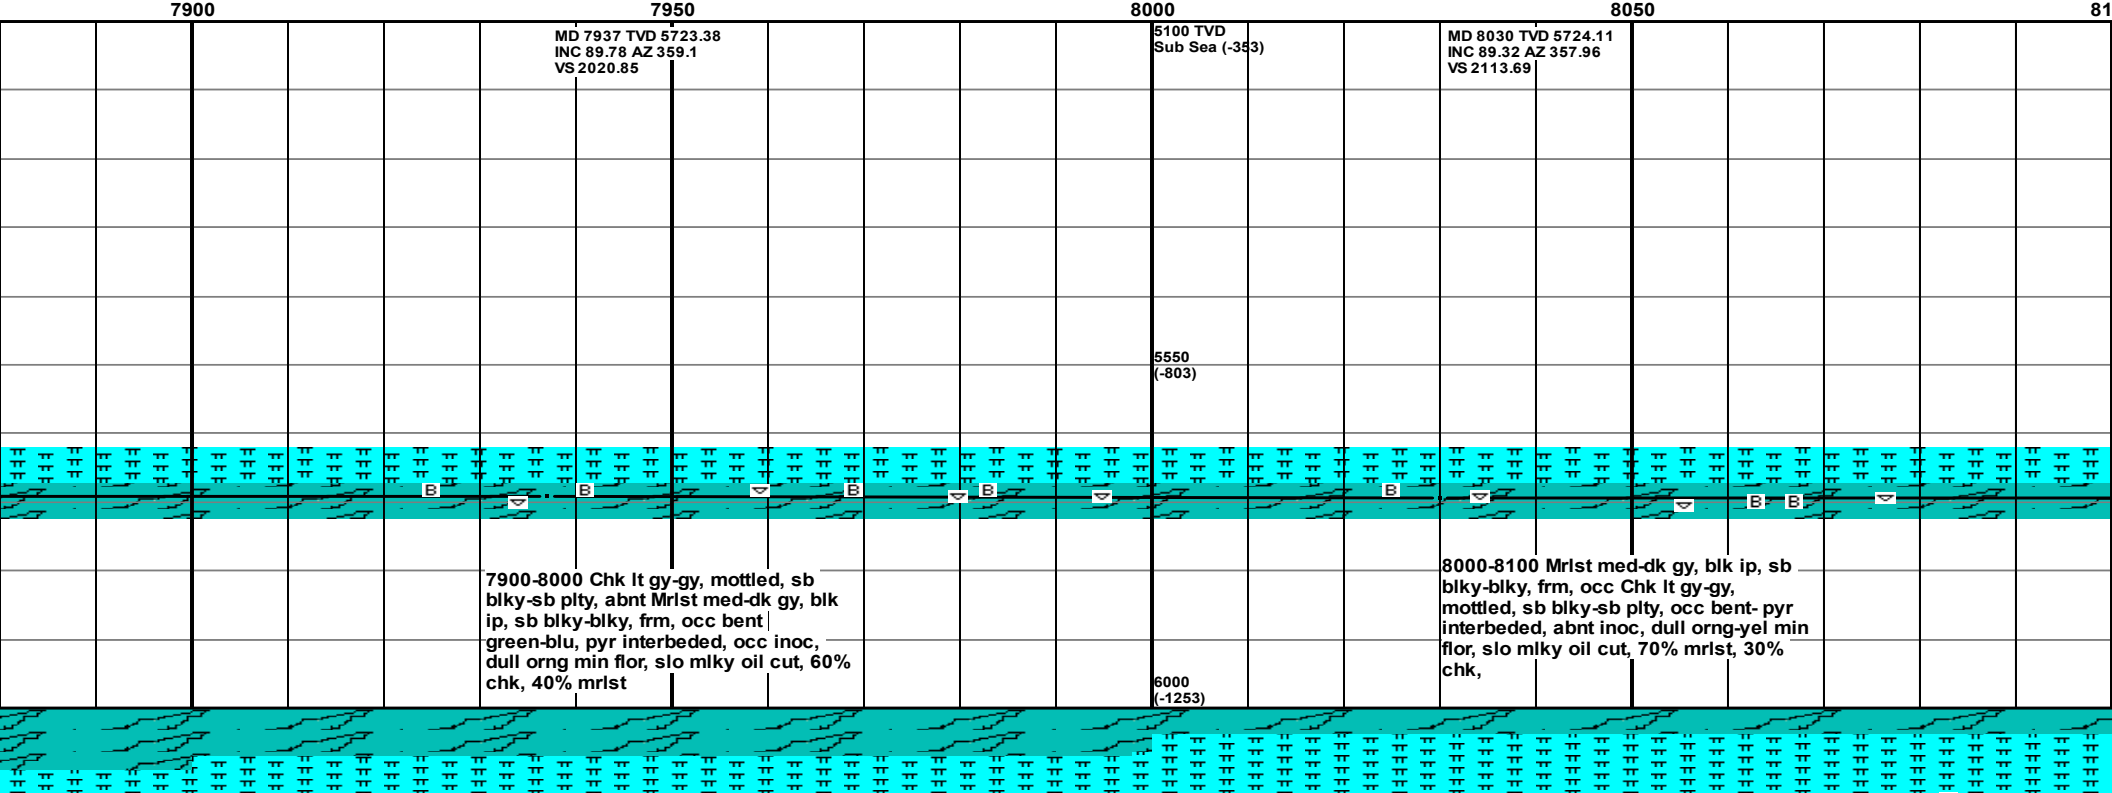 7900 7950 8000 8050 81
MD 7937 TVD 5723.38
INC 89.78 AZ 359.1
VS 2020.85
5100 TVD
Sub Sea (-353)
MD 8030 TVD 5724.11
INC 89.32 AZ 357.96
VS 2113.69
5550
(-803)
B B B B B B B
7900-8000 Chk lt gy-gy, mottled, sb
blky-sb plty, abnt Mrlst med-dk gy, blk
ip, sb blky-blky, frm, occ bent
green-blu, pyr interbeded, occ inoc,
dull orng min flor, slo mlky oil cut, 60%
chk, 40% mrlst
8000-8100 Mrlst med-dk gy, blk ip, sb
blky-blky, frm, occ Chk lt gy-gy,
mottled, sb blky-sb plty, occ bent- pyr
interbeded, abnt inoc, dull orng-yel min
flor, slo mlky oil cut, 70% mrlst, 30%
chk,
6000
(-1253)